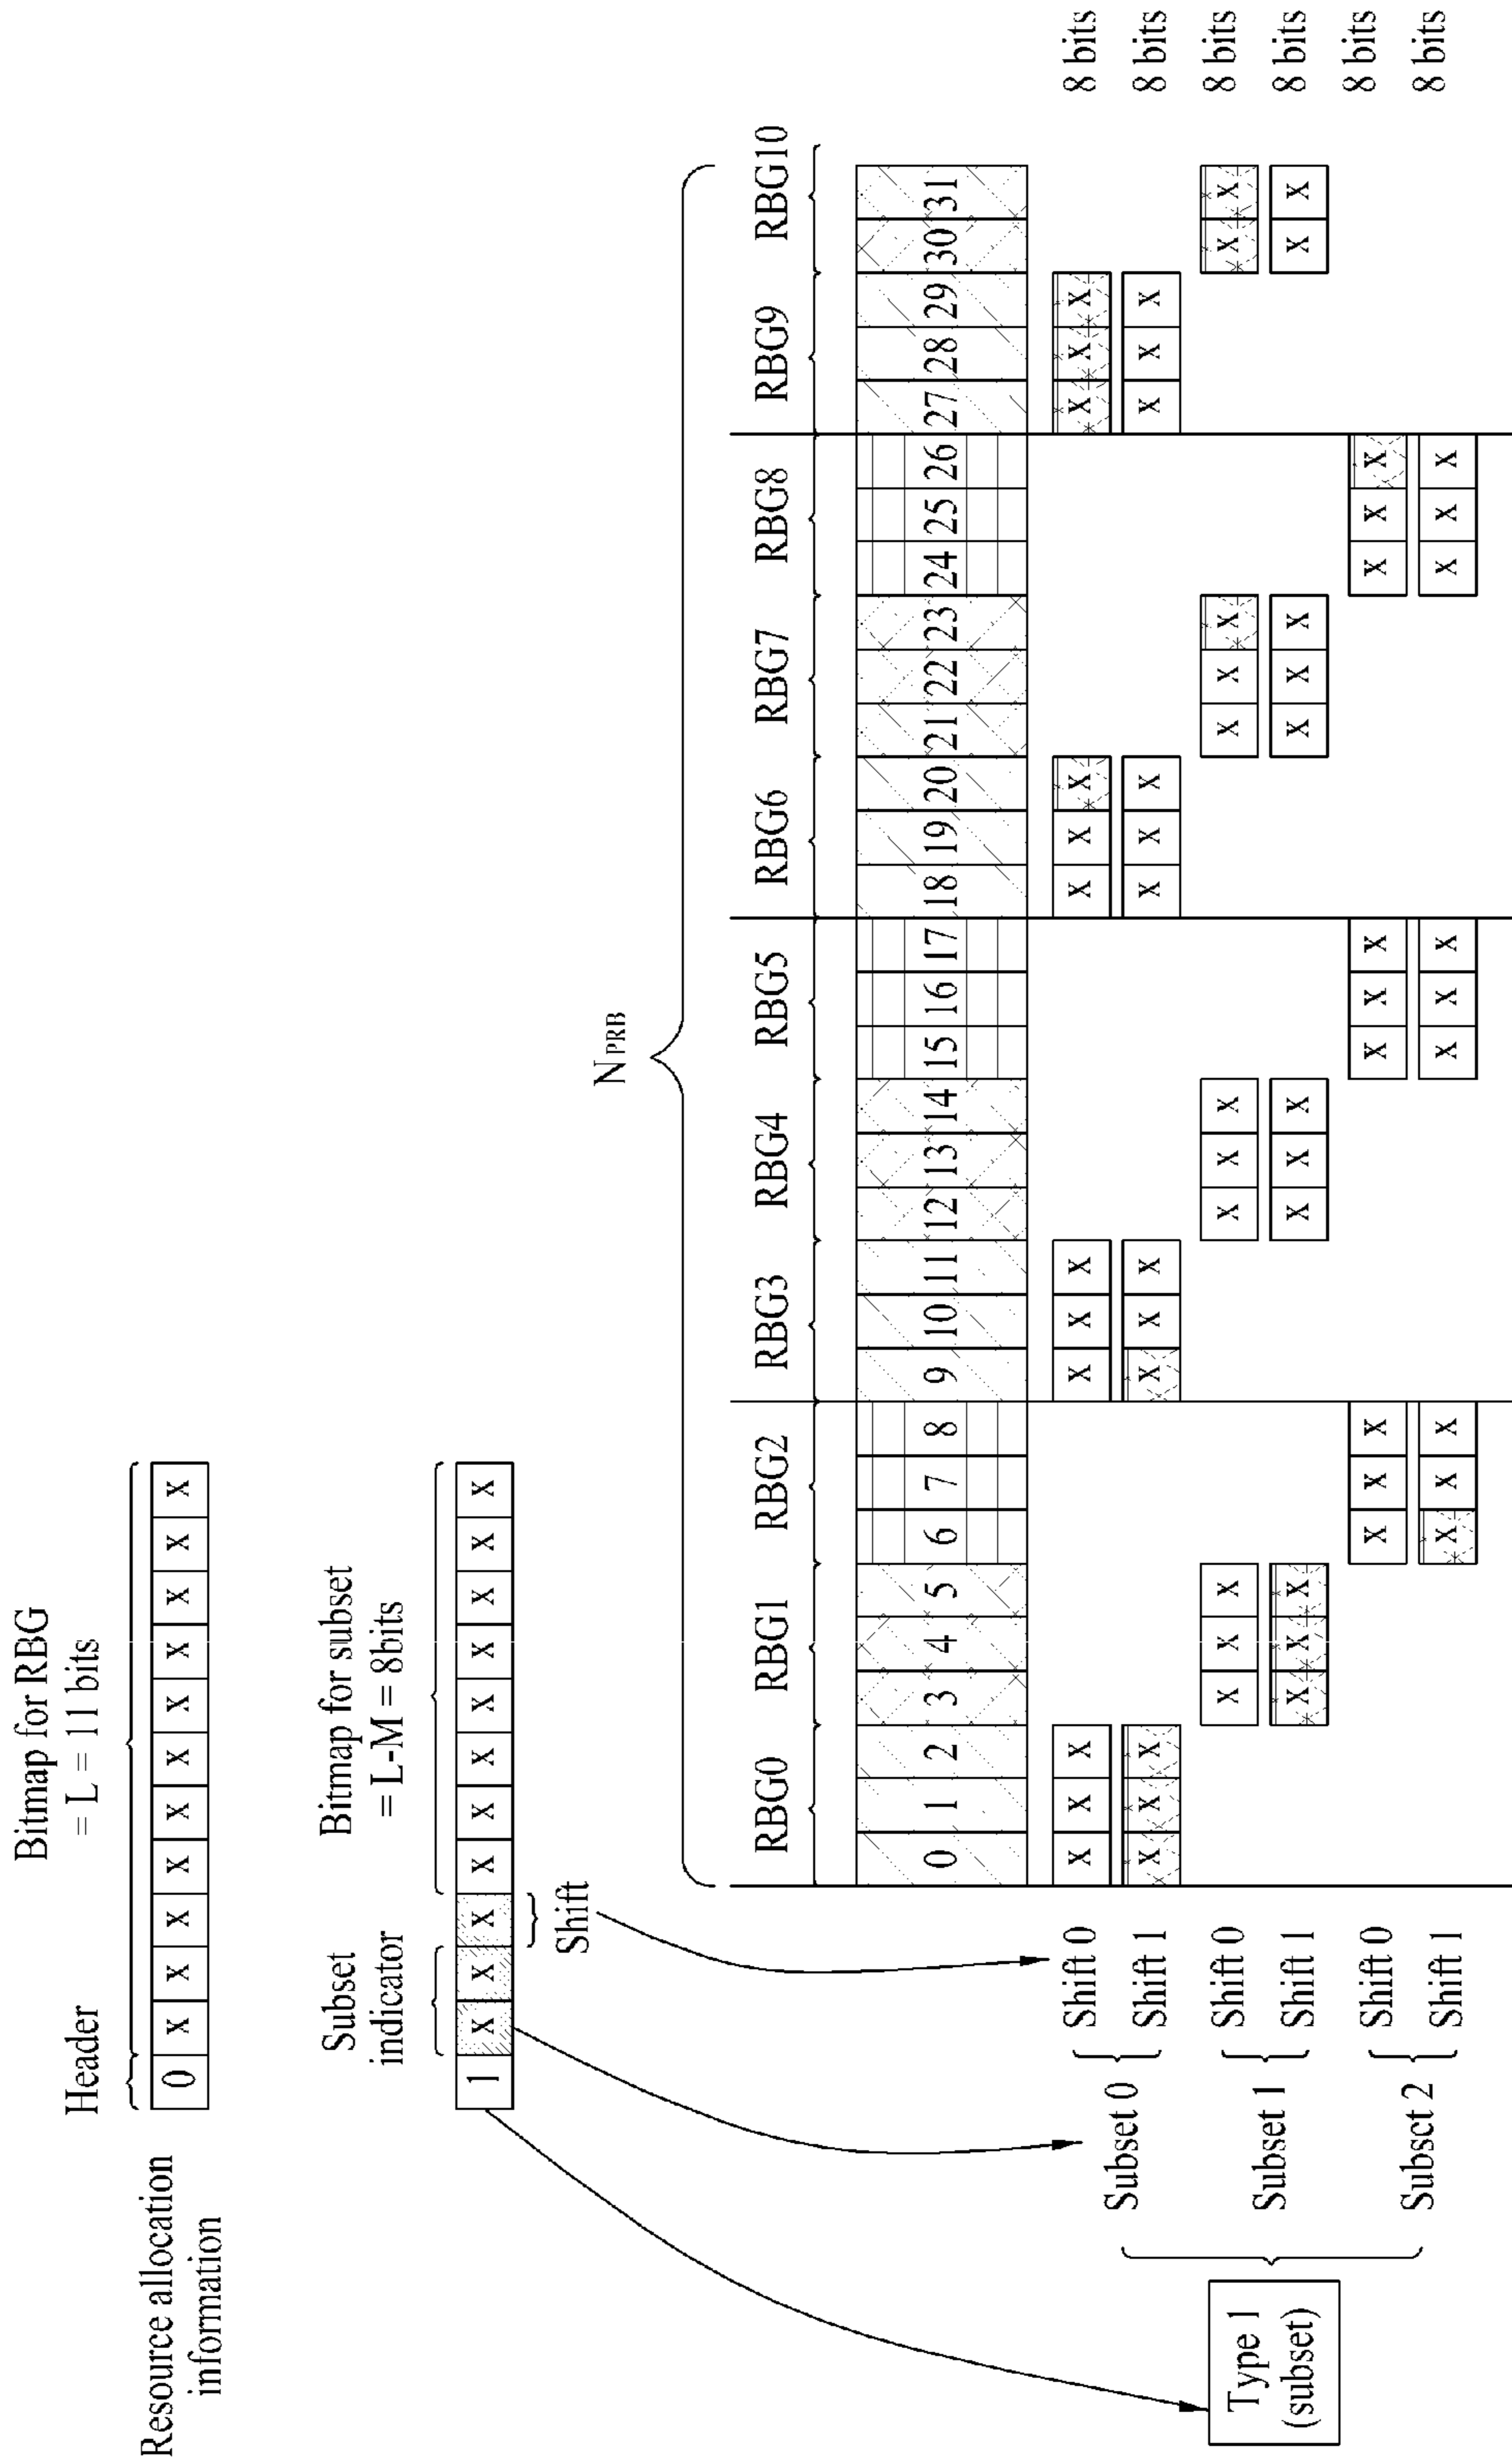 Bitmap for RBG
= L = 11 bits
Header
Resource allocation
information
0 X X X X X X X X X X X
Subset
indicator
Bitmap for subset
= L-M = 8bits
1 X X X X X X X X X X X
Shift
N PRB
RBG0 RBG1 RBG2 RBG3 RBG4 RBG5 RBG6 RBG7 RBG8 RBG9 RBG10
0 1 2 3 4 5 6 7 8 9 10 11 12 13 14 15 16 17 18 19 20 21 22 23 24 25 26 27 28 29 30 31
Type 1
(subset)
Subset 0
Shift 0 X X X X X X X X X X X X 8 bits
Shift 1 X X X X X X X X X X X X 8 bits
Subset 1
Shift 0 X X X X X X X X X X X 8 bits
Shift 1 X X X X X X X X X X X 8 bits
Subset 2
Shift 0 X X X X X X X X X 8 bits
Shift 1 X X X X X X X X X 8 bits